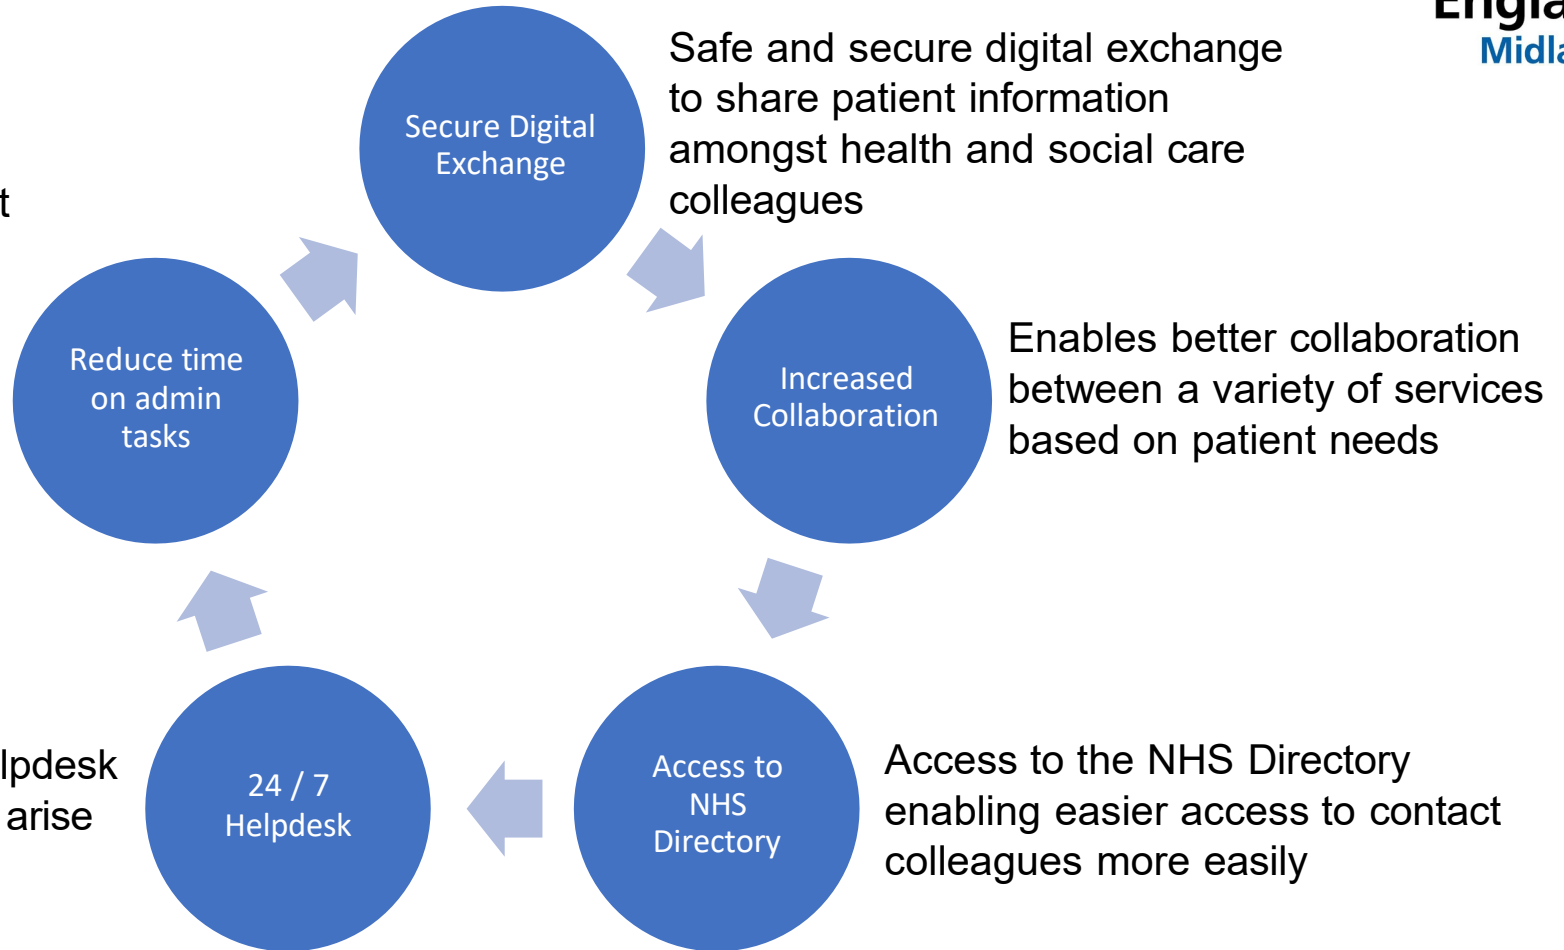 Safe and secure digital exchange
to share patient information
amongst health and social care
colleagues
Secure Digital
Exchange
Reduce time
on admin
tasks
Increased
Collaboration
Enables better collaboration
between a variety of services
based on patient needs
lpdesk
arise
24 / 7
Helpdesk
Access to
NHS
Directory
Access to the NHS Directory
enabling easier access to contact
colleagues more easily